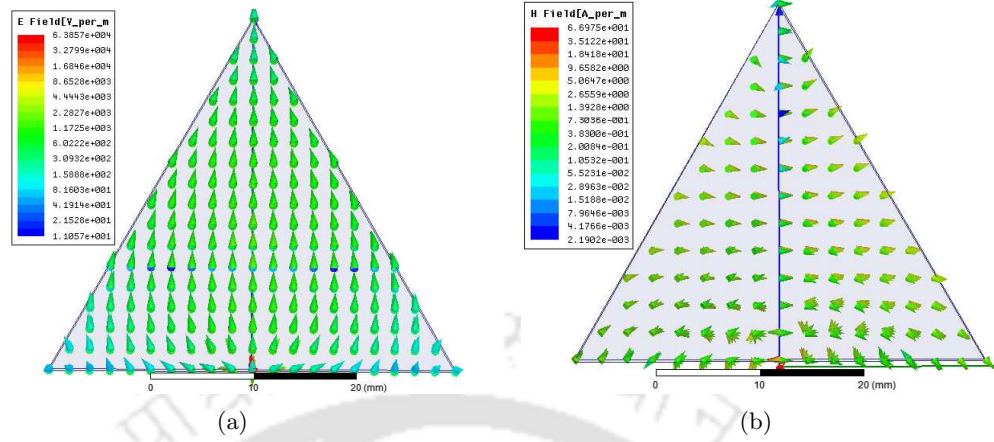 E Field[V_per_m
6.3857e+004
3.2799e+004
1.6846e+004
8.6528e+003
4.4443e+003
2.2827e+003
1.1725e+003
6.0222e+002
3.0932e+002
1.5888e+002
8.1603e+001
4.1914e+001
2.1528e+001
1.1057e+001
0 10 20 (mm)
(a)
H Field[A_per_m
6.6975e+001
3.5122e+001
1.8418e+001
9.6582e+000
5.0647e+000
2.6559e+000
1.3928e+000
7.3036e-001
3.8300e-001
2.0084e-001
1.0532e-001
5.5231e-002
2.8963e-002
1.5188e-002
7.9646e-003
4.1766e-003
2.1902e-003
0 10 20 (mm)
(b)